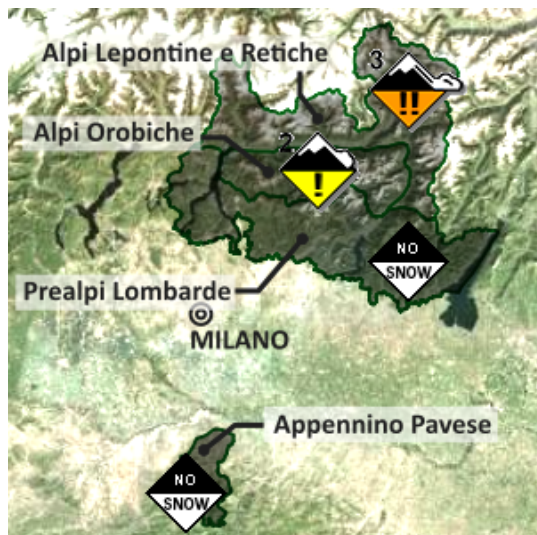 Alpi Lepontine e Retiche
3
!!
Alpi Orobiche
2
!
NO
SNOW
Prealpi Lombarde
MILANO
Appennino Pavese
NO
SNOW